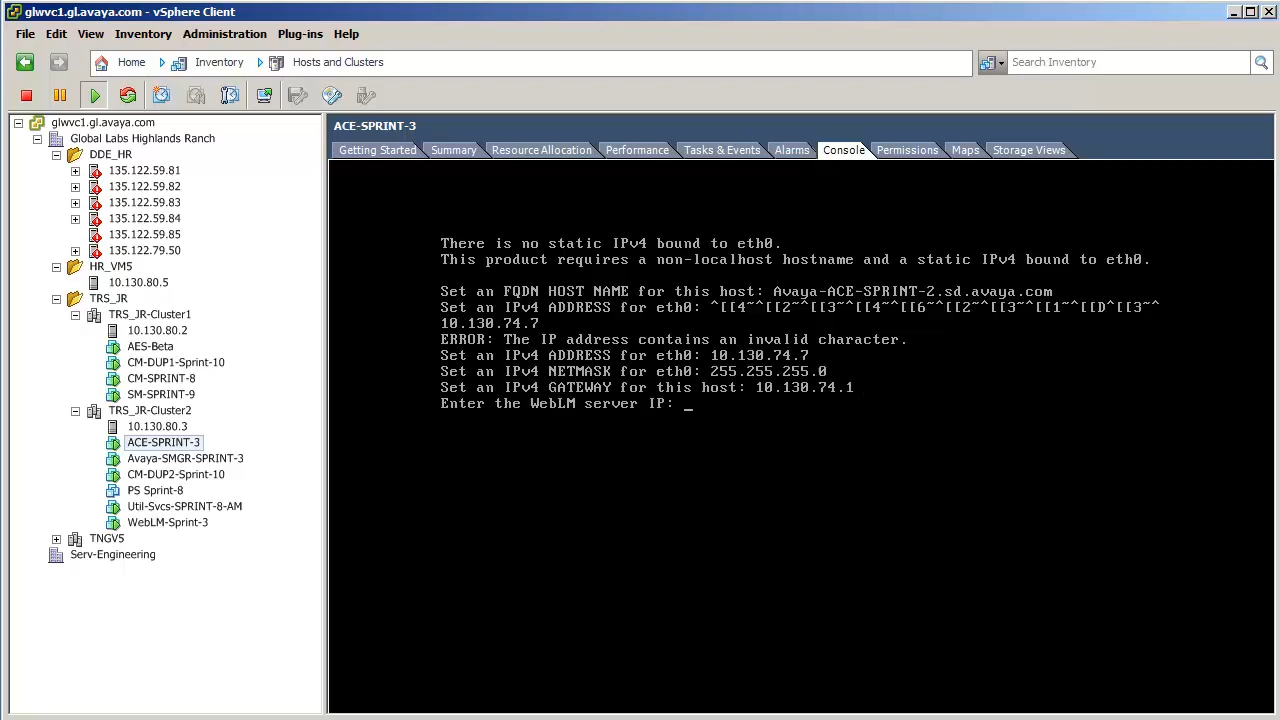 glwvc1.gl.avaya.com - vSphere Client
File Edit View Inventory Administration Plug-ins Help
Home Inventory Hosts and Clusters Search Inventory
glwvc1.gl.avaya.com
Global Labs Highlands Ranch
DDE_HR
135.122.59.81
135.122.59.82
135.122.59.83
135.122.59.84
135.122.59.85
135.122.79.50
HR_VM5
10.130.80.5
TRS_JR
TRS_JR-Cluster1
10.130.80.2
AES-Beta
CM-DUP1-Sprint-10
CM-SPRINT-8
SM-SPRINT-9
TRS_JR-Cluster2
10.130.80.3
ACE-SPRINT-3
Avaya-SMGR-SPRINT-3
CM-DUP2-Sprint-10
PS Sprint-8
Util-Svcs-SPRINT-8-AM
WebLM-Sprint-3
TNGV5
Serv-Engineering
ACE-SPRINT-3
Getting Started Summary Resource Allocation Performance Tasks & Events Alarms Console Permissions Maps Storage Views
There is no static IPv4 bound to eth0.
This product requires a non-localhost hostname and a static IPv4 bound to eth0.
Set an FQDN HOST NAME for this host: Avaya-ACE-SPRINT-2.sd.avaya.com
Set an IPv4 ADDRESS for eth0: ^[[4~^[[2~^[[3~^[[4~^[[6~^[[2~^[[3~^[[1~^[[D^[[3~^
10.130.74.7
ERROR: The IP address contains an invalid character.
Set an IPv4 ADDRESS for eth0: 10.130.74.7
Set an IPv4 NETMASK for eth0: 255.255.255.0
Set an IPv4 GATEWAY for this host: 10.130.74.1
Enter the WebLM server IP: _